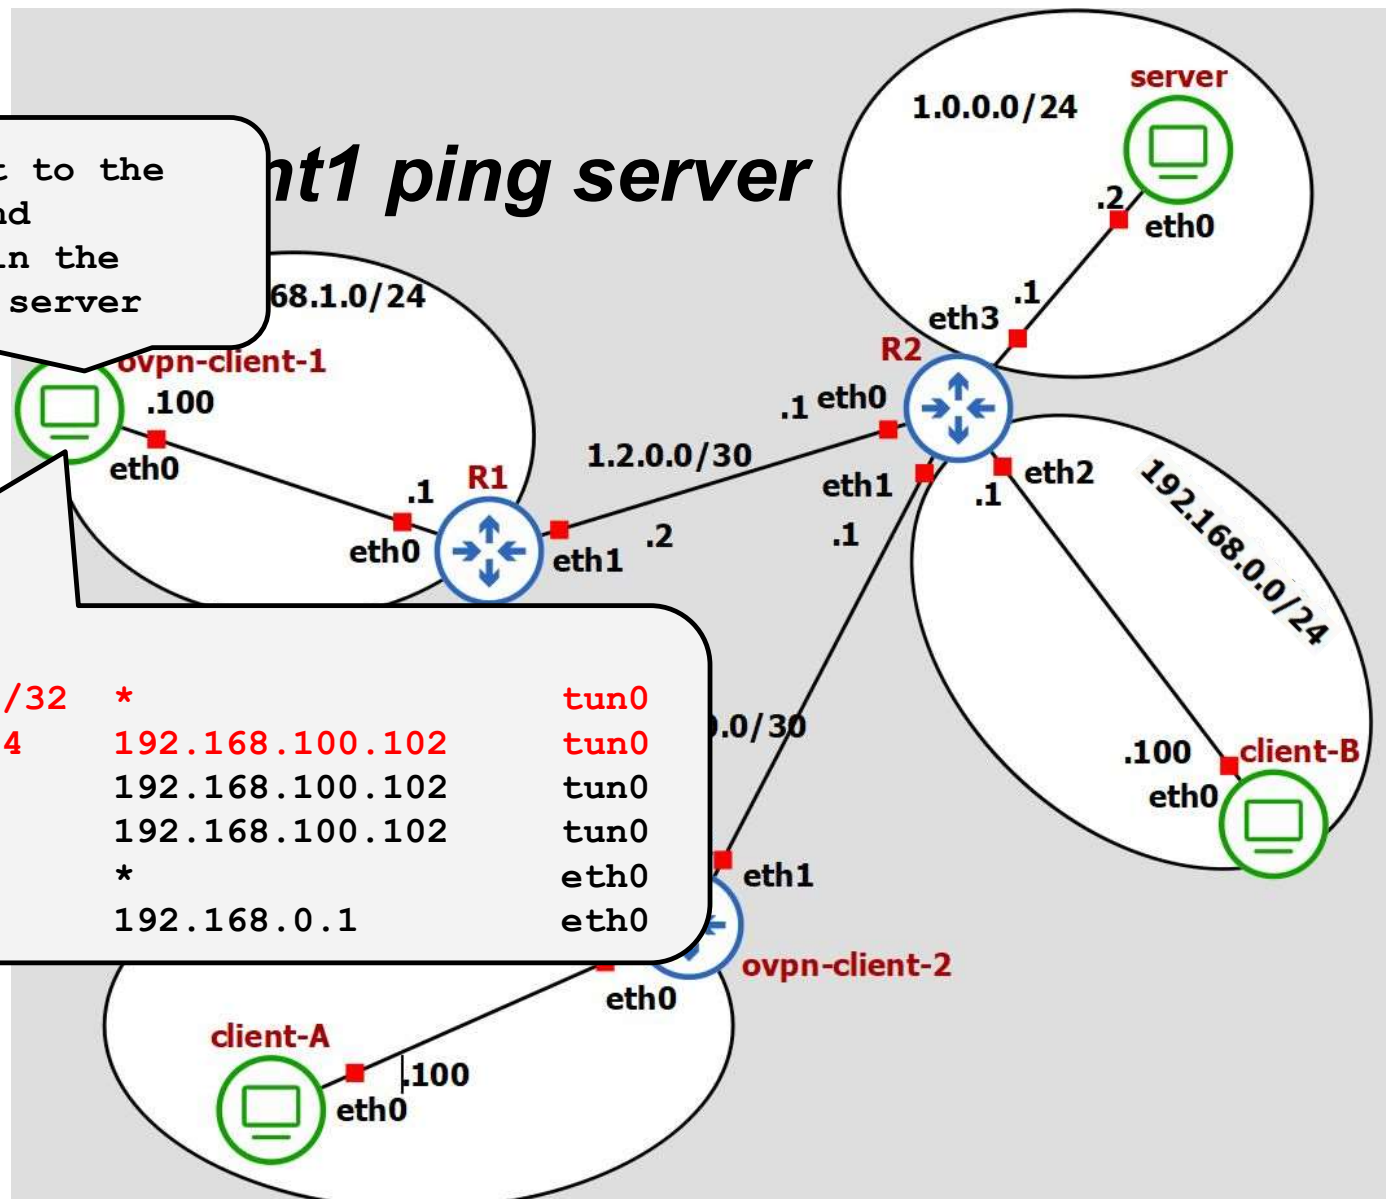 server
1.0.0.0/24
t to the
nt1 ping server
.2
eth0
in the
server
68.1.0/24
.1
eth3
R2
ovpn-client-1
.100
.1 eth0
1.2.0.0/30
eth0
R1
eth1
eth2
.1
192.168.0.0/24
.1
eth0
.2
eth1
.1
/32 * tun0
4 192.168.100.102 tun0
.0/30
192.168.100.102 tun0
192.168.100.102 tun0
* eth0
192.168.0.1 eth0
.100
client-B
eth0
eth1
ovpn-client-2
eth0
client-A
.100
eth0